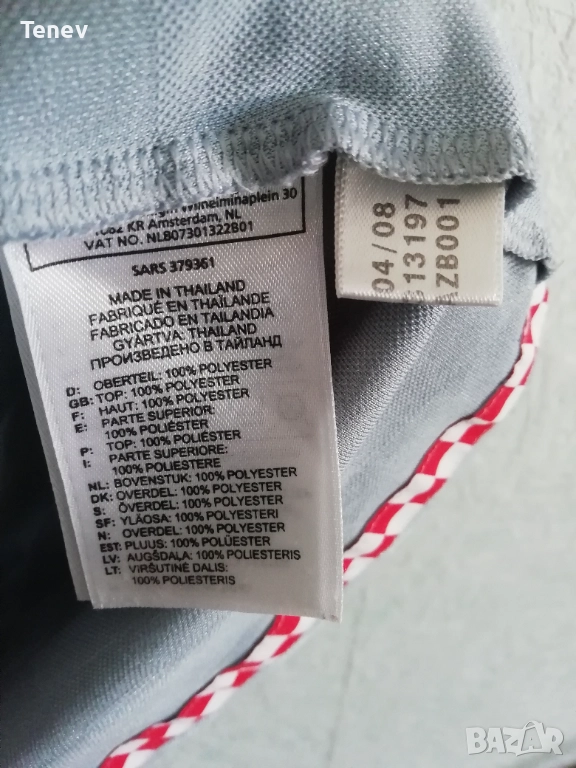 Tenev
Wilhelminaplein 30
1062 KR Amsterdam, NL
VAT NO. NL807301322B01
SARS 379361
MADE IN THAILAND
FABRIQUÉ EN THAÏLANDE
FABRICADO EN TAILANDIA
GYÁRTVA: THAILAND
ПРОИЗВЕДЕНО В ТАЙЛАНД
D: OBERTEIL: 100% POLYESTER
GB: TOP: 100% POLYESTER
F: HAUT: 100% POLYESTER
E: PARTE SUPERIOR:
100% POLIÉSTER
P: TOP: 100% POLIÉSTER
I: PARTE SUPERIORE:
100% POLIESTERE
NL: BOVENSTUK: 100% POLYESTER
DK: OVERDEL: 100% POLYESTER
S: ÖVERDEL: 100% POLYESTER
SF: YLÄOSA: 100% POLYESTERI
N: OVERDEL: 100% POLYESTER
EST: PLUUS: 100% POLÜESTER
LV: AUGŠDAĻA: 100% POLIESTERIS
LT: VIRŠUTINĖ DALIS:
100% POLIESTERIS
04/08
613197
AZB001
BAZAR